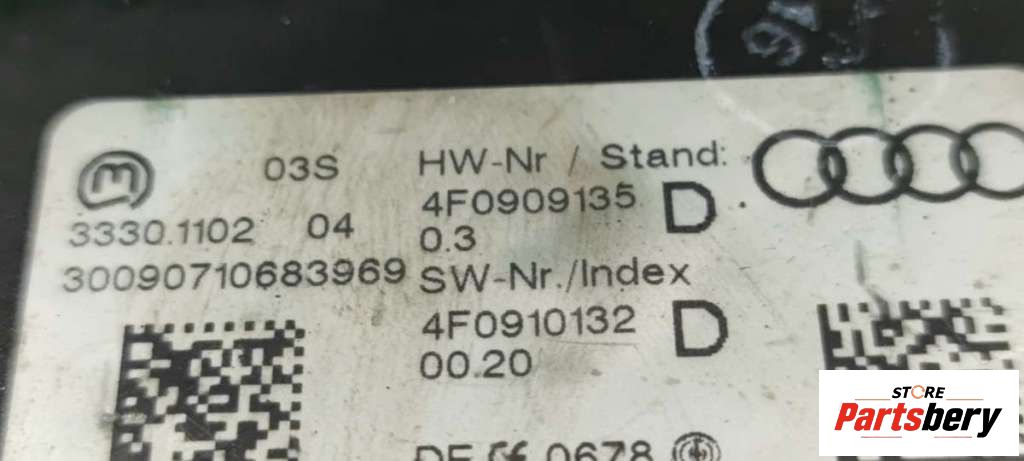 03S
HW-Nr / Stand:
4F0909135 D
3330.1102 04
0.3
30090710683969
SW-Nr./Index
4F0910132 D
00.20
0678
STORE
Partsbery